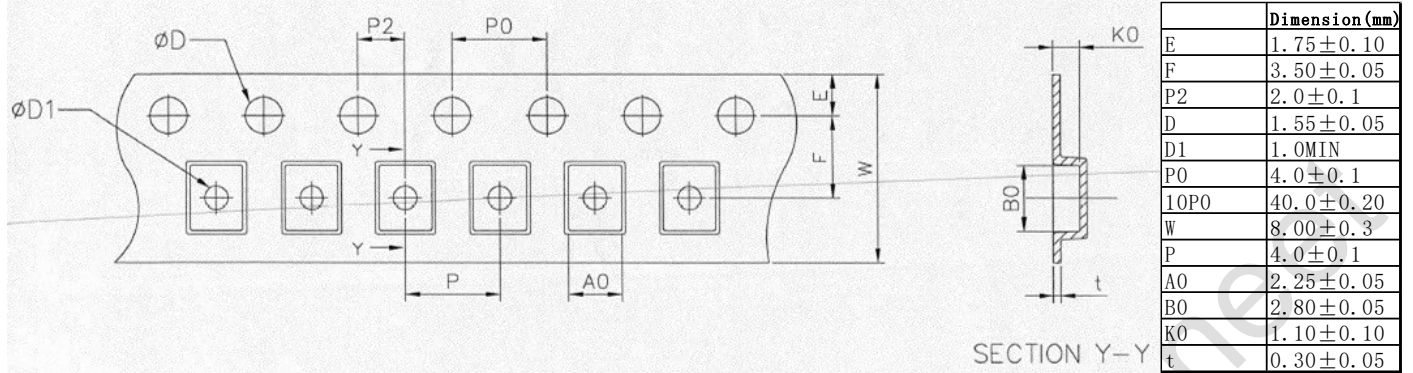 P2
P0
K0
øD
øD1
E
Y
F
W
B0
Y
P
A0
t
SECTION Y-Y
Dimension(mm)
E 1.75±0.10
F 3.50±0.05
P2 2.0±0.1
D 1.55±0.05
D1 1.0MIN
P0 4.0±0.1
10P0 40.0±0.20
W 8.00±0.3
P 4.0±0.1
A0 2.25±0.05
B0 2.80±0.05
K0 1.10±0.10
t 0.30±0.05